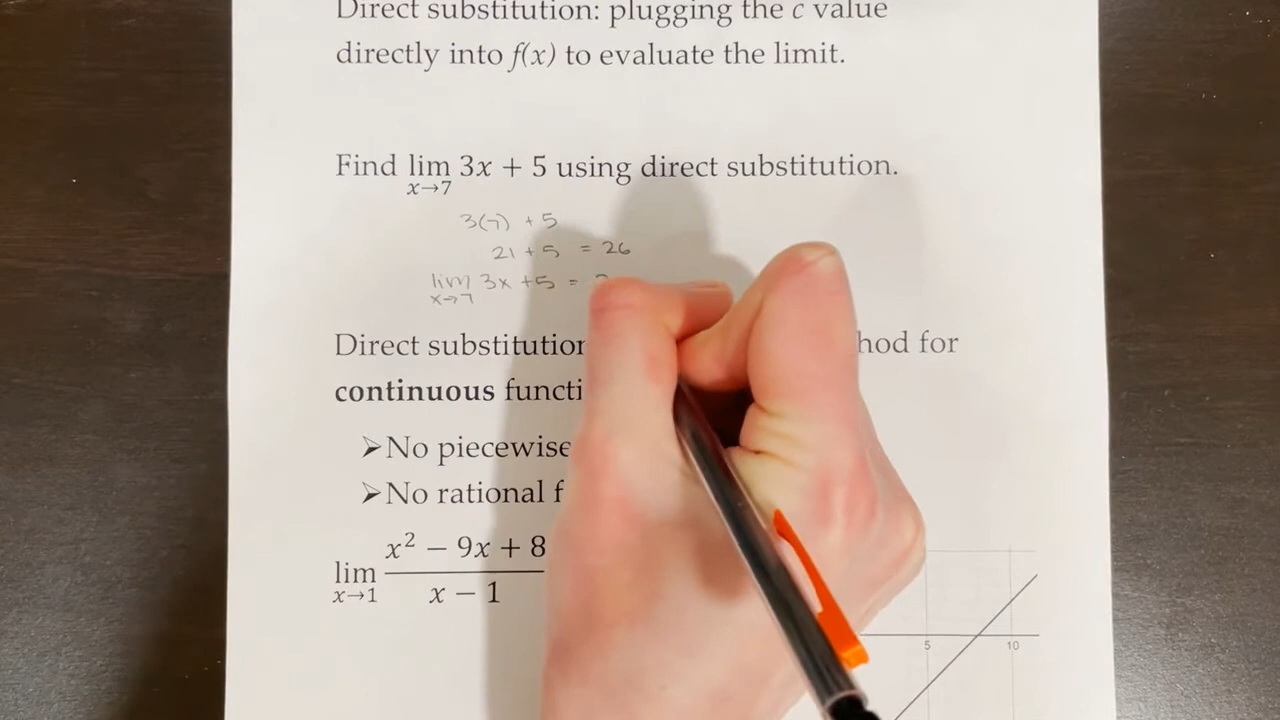 Direct substitution: plugging the c value
directly into f(x) to evaluate the limit.
Find lim 3x + 5 using direct substitution.
x→7
3(7) + 5
21 + 5 = 26
lim 3x + 5 =
x→7
Direct substitution
hod for
continuous functi
➢No piecewise
➢No rational f
x² − 9x + 8
lim
x→1
x − 1
5
10